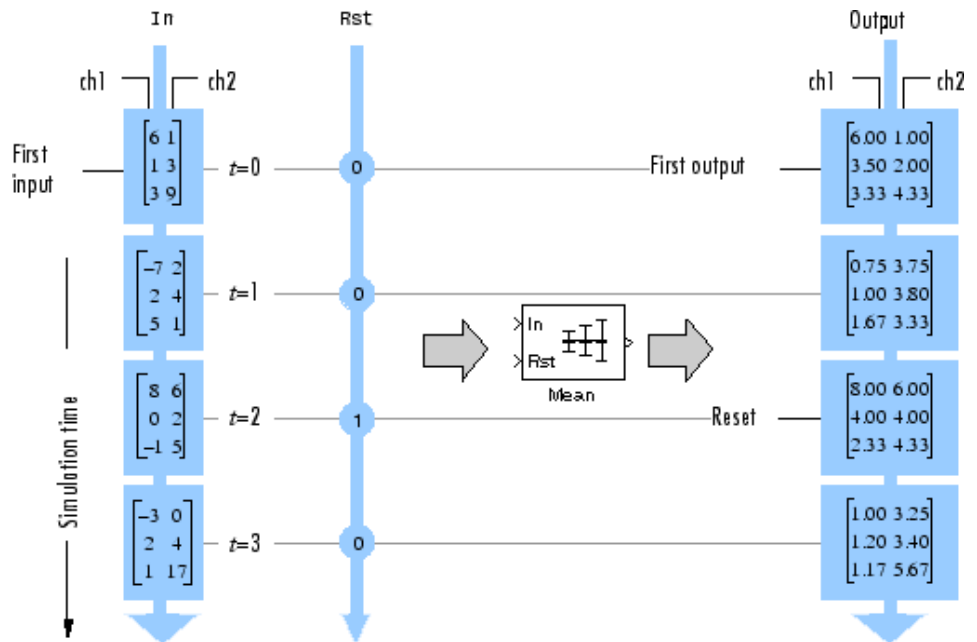 In
Rst
Output
ch1 ch2
ch1 ch2
First
input
6 1
1 3
3 9
t=0
0
First output
6.00 1.00
3.50 2.00
3.33 4.33
-7 2
2 4
5 1
t=1
0
0.75 3.75
1.00 3.80
1.67 3.33
In
Rst
Mean
Simulation time
8 6
0 2
-1 5
t=2
1
Reset
8.00 6.00
4.00 4.00
2.33 4.33
-3 0
2 4
1 17
t=3
0
1.00 3.25
1.20 3.40
1.17 5.67